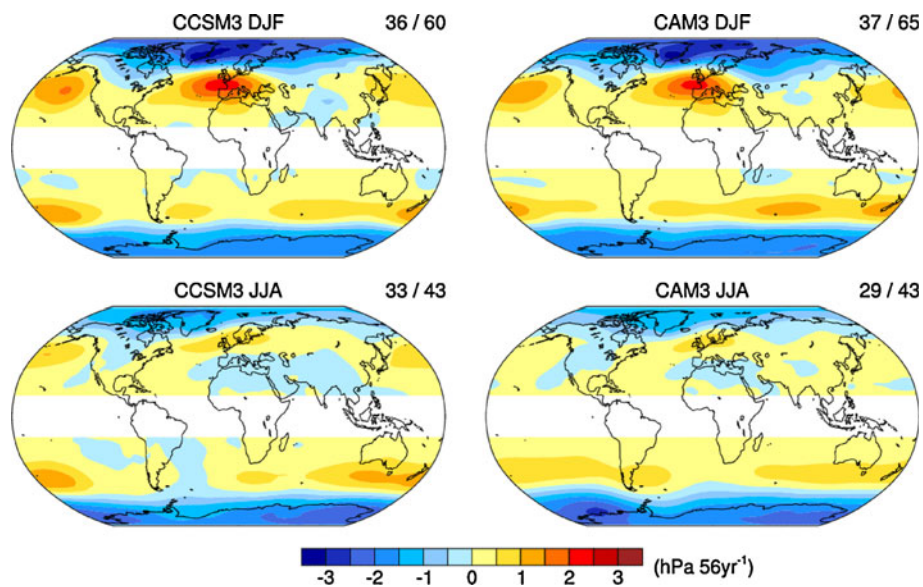 CCSM3 DJF 36 / 60 CAM3 DJF 37 / 65
CCSM3 JJA 33 / 43 CAM3 JJA 29 / 43
-3 -2 -1 0 1 2 3 (hPa 56yr⁻¹)